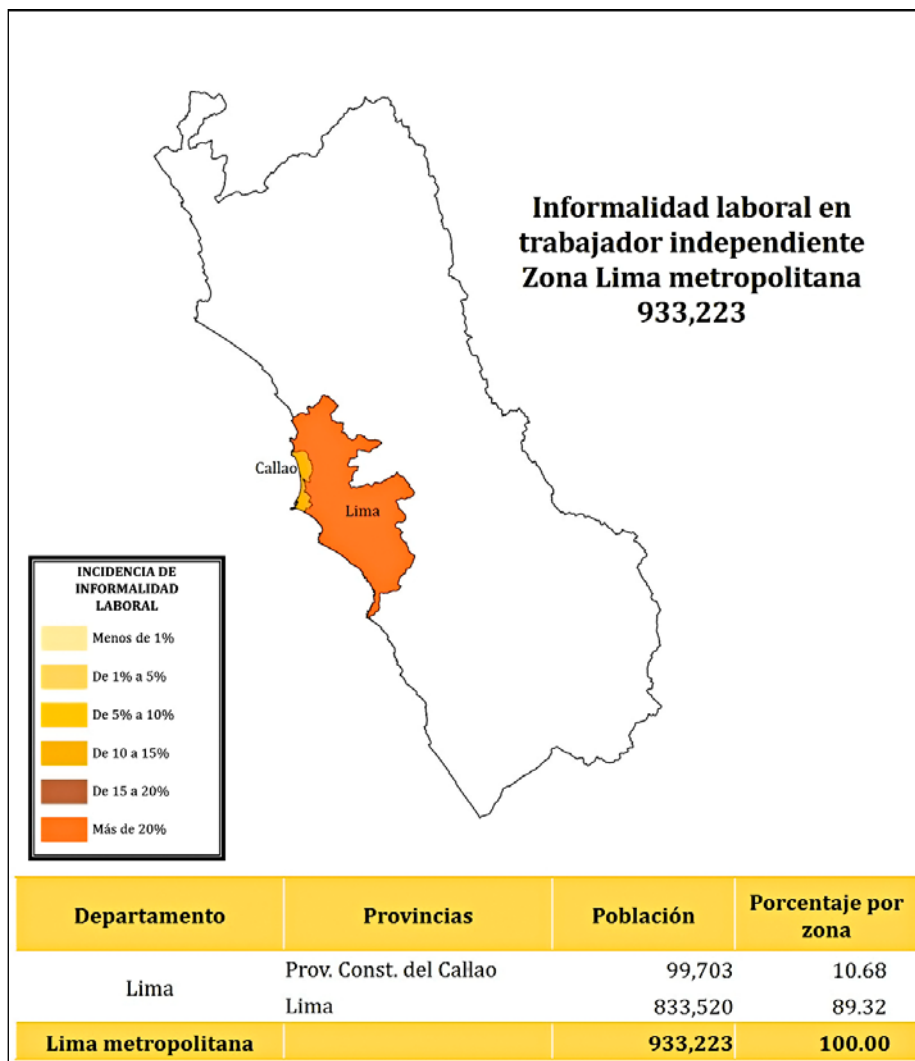 Informalidad laboral en
trabajador independiente
Zona Lima metropolitana
933,223
Callao
Lima
INCIDENCIA DE
INFORMALIDAD
LABORAL
Menos de 1%
De 1% a 5%
De 5% a 10%
De 10 a 15%
De 15 a 20%
Más de 20%
Departamento Provincias Población Porcentaje por zona
Lima
Prov. Const. del Callao 99,703 10.68
Lima 833,520 89.32
Lima metropolitana 933,223 100.00